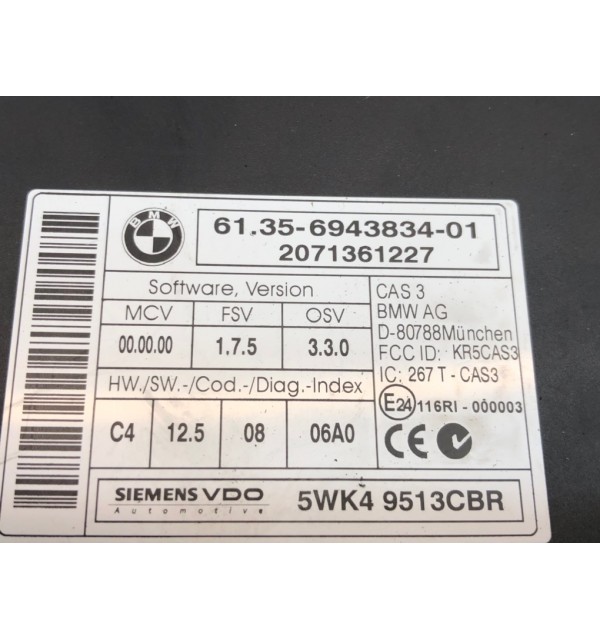 BMW
61.35-6943834-01
2071361227
Software, Version
MCV FSV OSV
00.00.00 1.7.5 3.3.0
HW./SW.-/Cod.-/Diag.-Index
C4 12.5 08 06A0
CAS 3
BMW AG
D-80788München
FCC ID: KR5CAS3
IC: 267 T - CAS3
E24 116RI - 000003
CE N
SIEMENS VDO
Automotive
5WK4 9513CBR